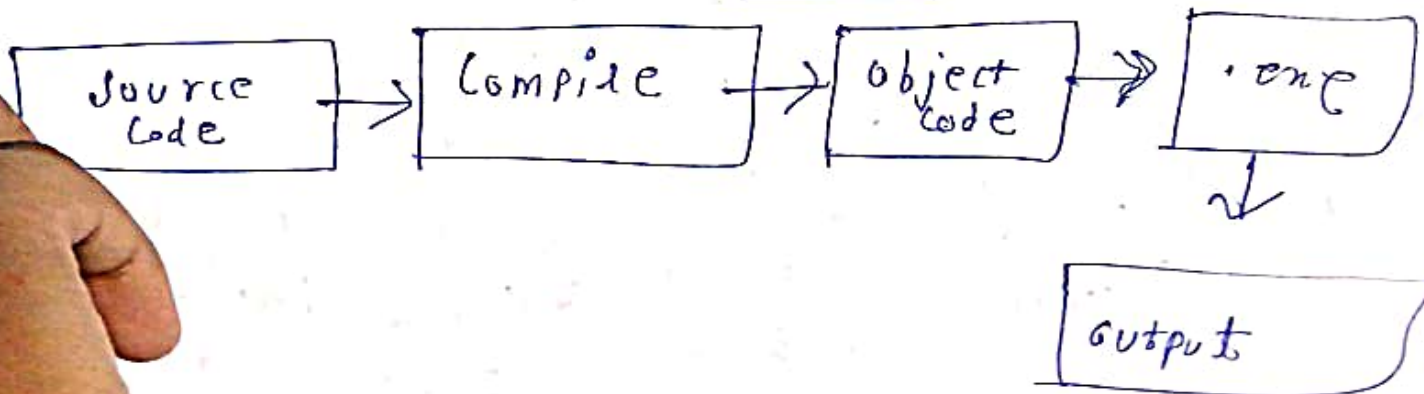 Source
Code
Compile
Object
Code
.exe
output